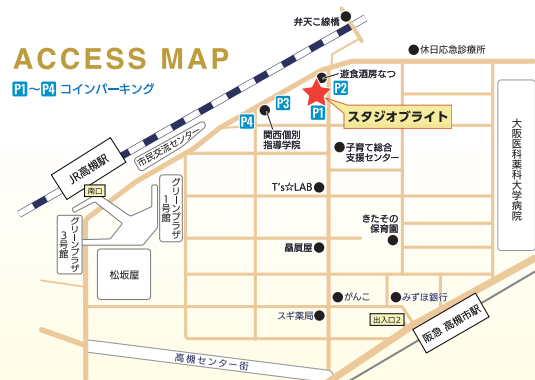 弁天こ線橋
ACCESS MAP
休日応急診療所
遊食酒房なつ
P1～P4 コインパーキング
P2
P3
P1
P4
スタジオブライト
関西個別
指導学院
市民交流センター
子育て総合
支援センター
大阪医科薬科大学病院
JR高槻駅
南口
グリーンプラザ
1号館
T's☆LAB
グリーンプラザ
3号館
きたその
保育園
贔屓屋
松坂屋
がんこ
みずほ銀行
スギ薬局
出入口2
阪急 高槻市駅
高槻センター街